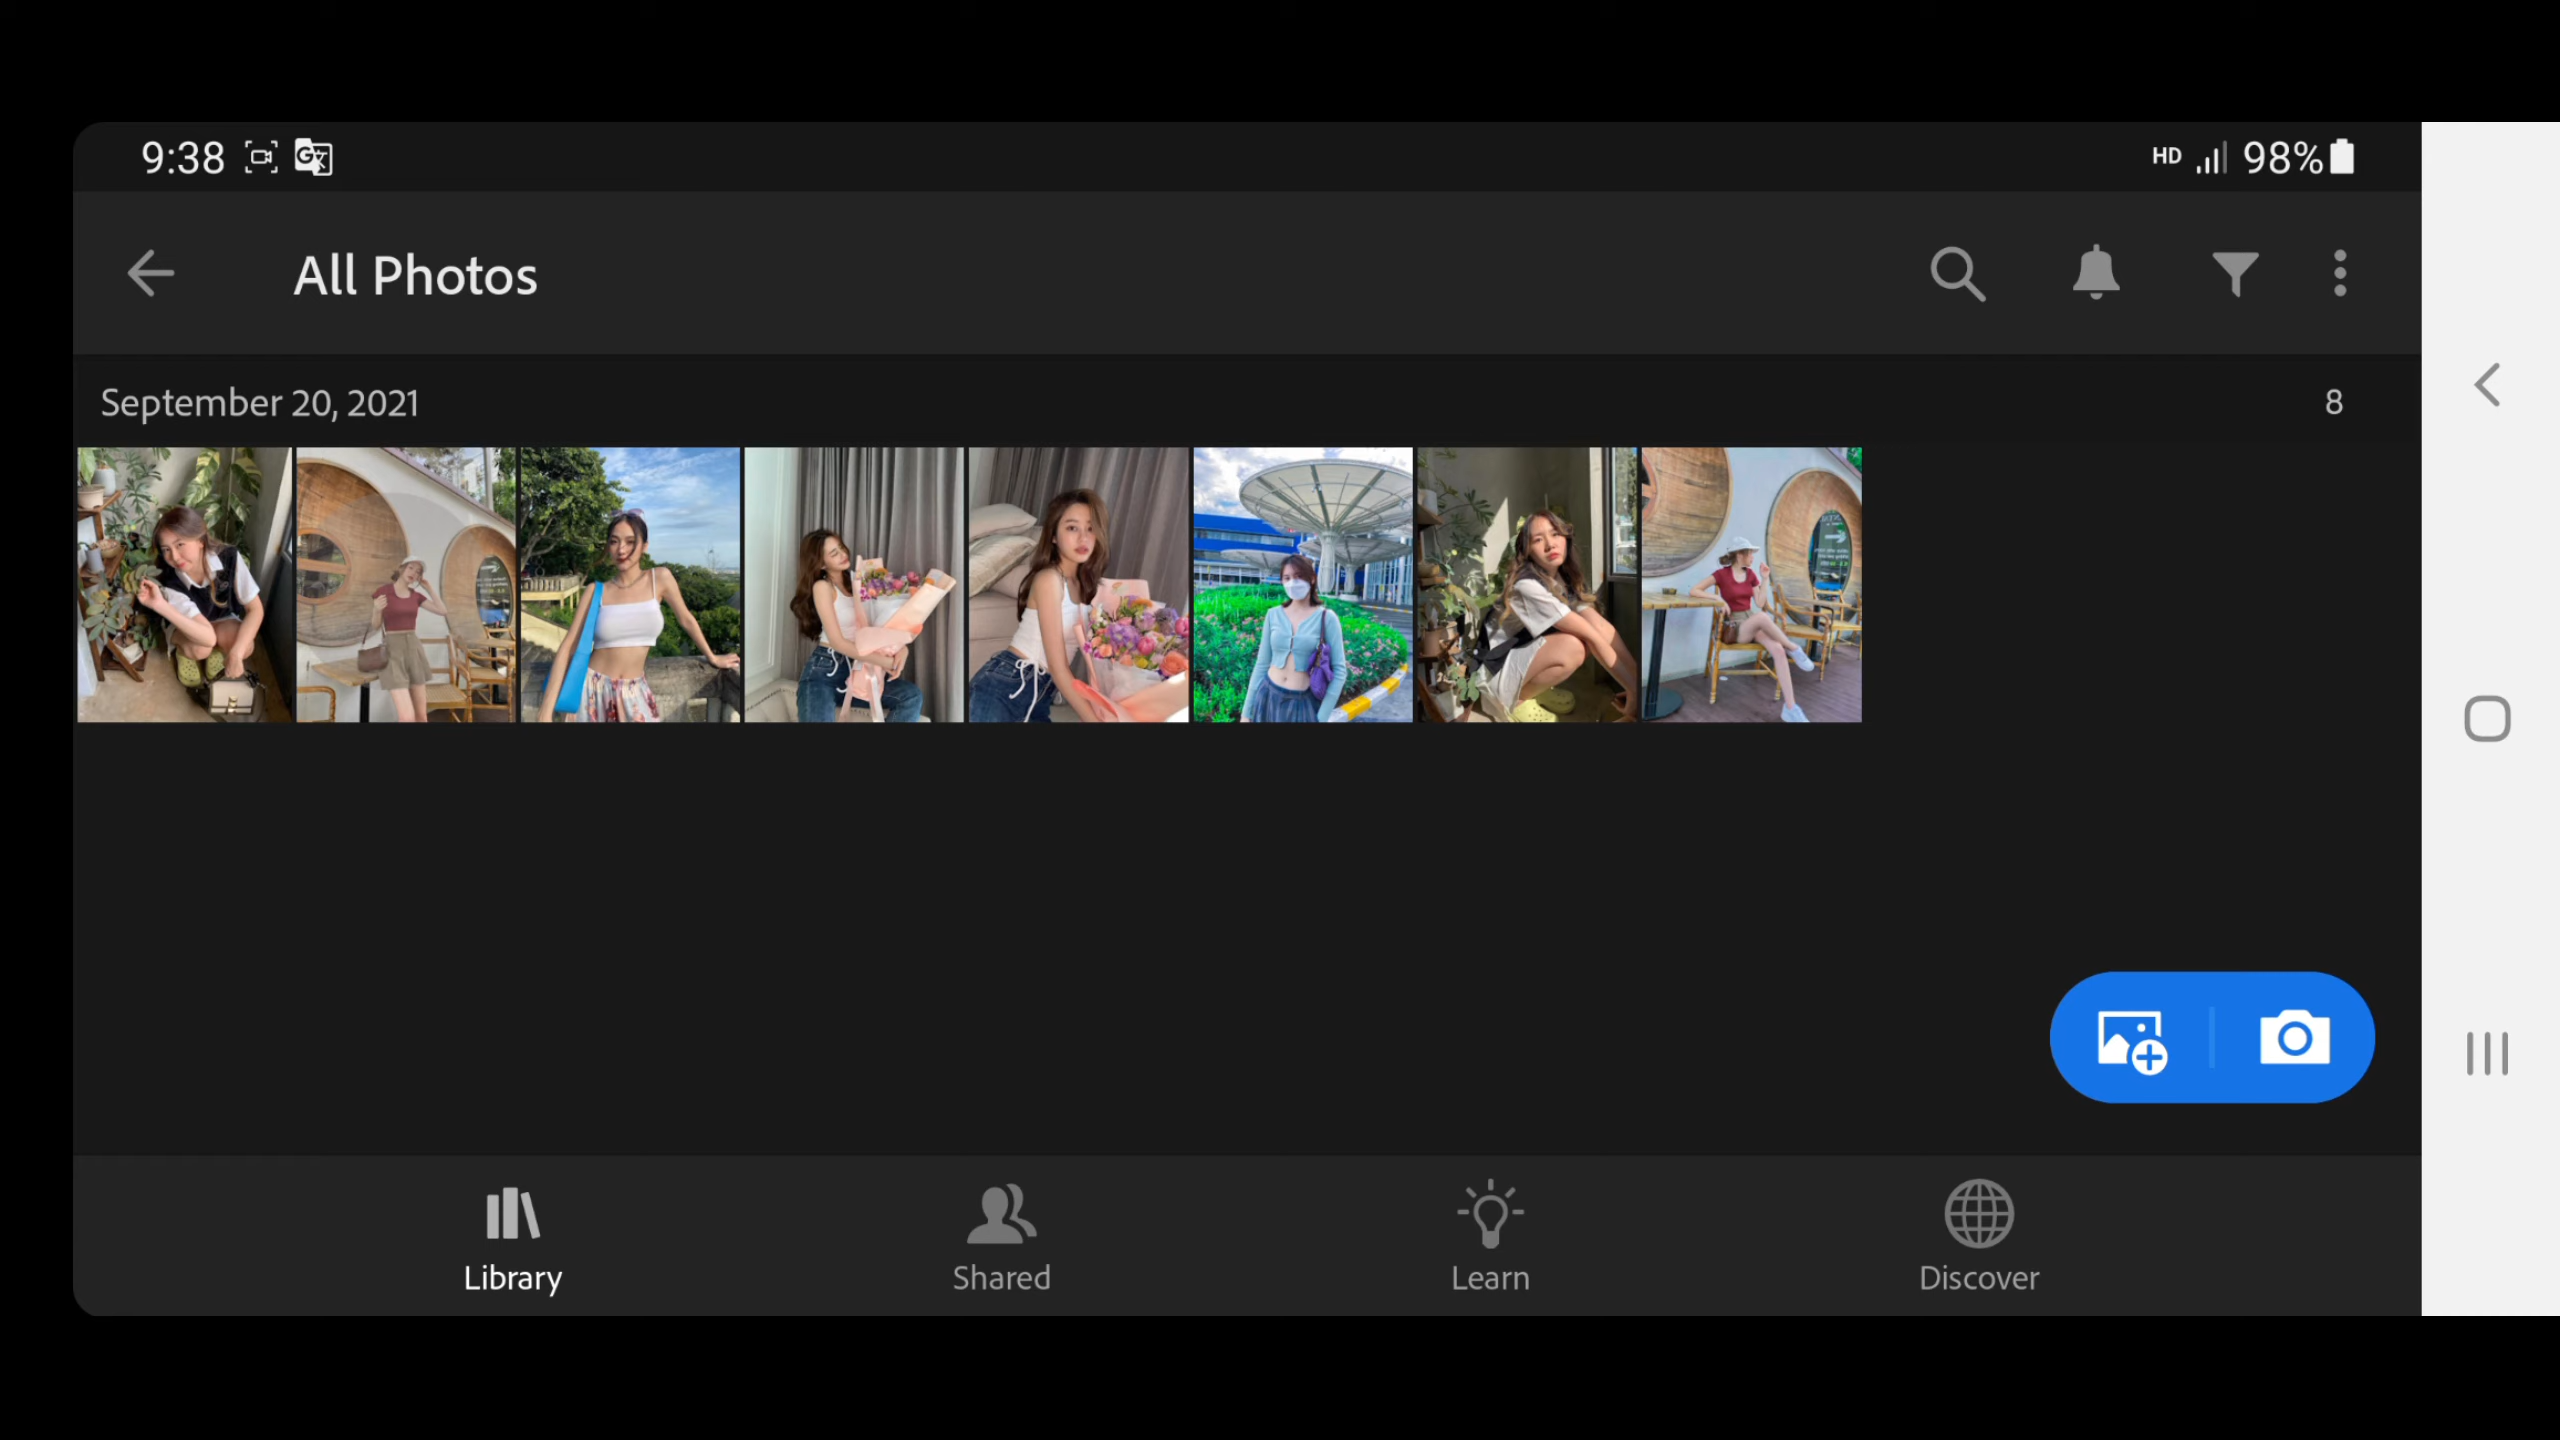 9:38
HD 98%
All Photos
September 20, 2021
8
Library
Shared
Learn
Discover